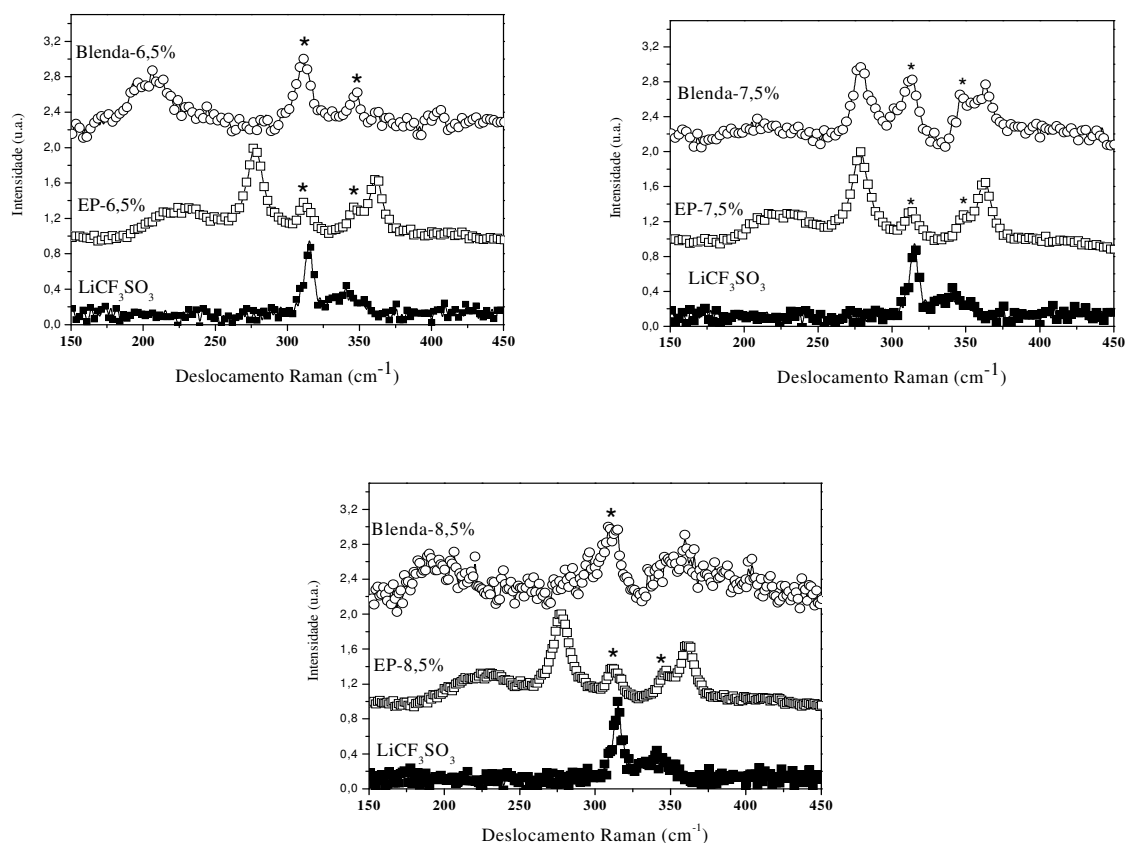 3,2
2,8
2,4
2,0
1,6
1,2
0,8
0,4
0,0
Intensidade (u.a.)
Blenda-6,5%
*
*
EP-6,5%
*
*
LiCF3SO3
150 200 250 300 350 400 450
Deslocamento Raman (cm-1)
3,2
2,8
2,4
2,0
1,6
1,2
0,8
0,4
0,0
Intensidade (u.a.)
*
*
Blenda-7,5%
*
*
EP-7,5%
LiCF3SO3
150 200 250 300 350 400 450
Deslocamento Raman (cm-1)
3,2
2,8
2,4
2,0
1,6
1,2
0,8
0,4
0,0
Intensidade (u.a.)
*
Blenda-8,5%
*
*
EP-8,5%
LiCF3SO3
150 200 250 300 350 400 450
Deslocamento Raman (cm-1)